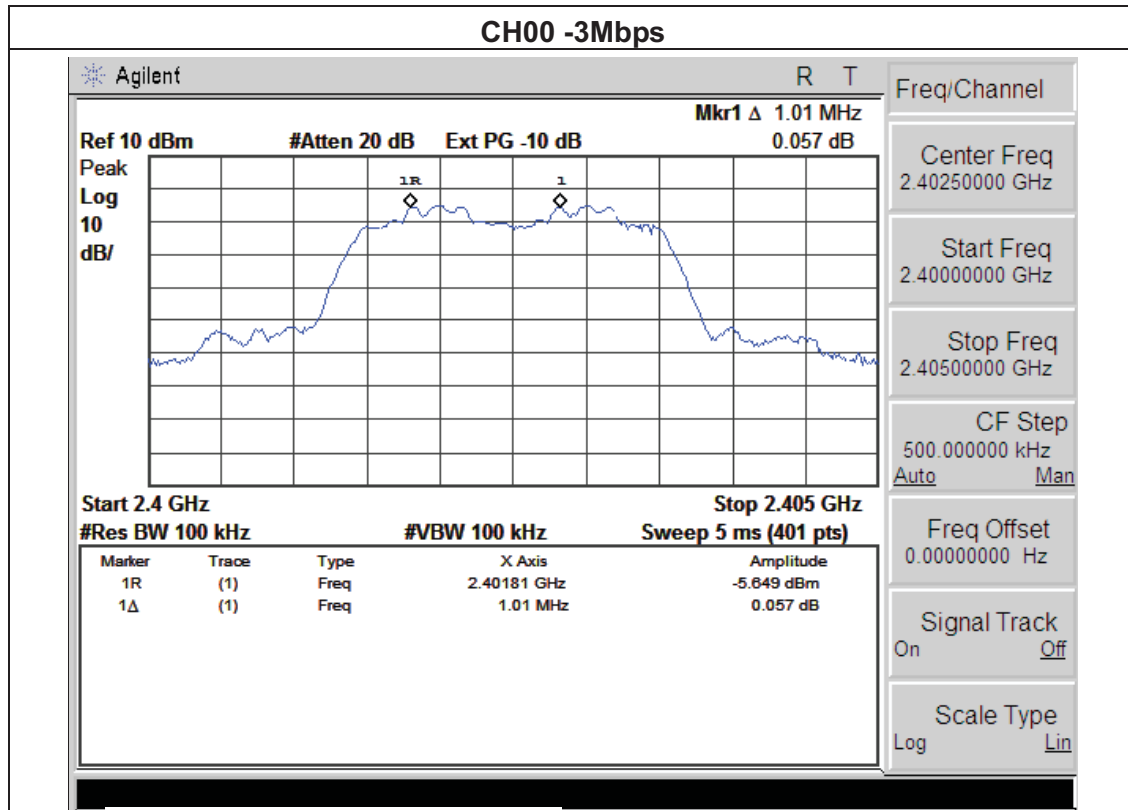 CH00 -3Mbps
Agilent R T
Mkr1 Δ 1.01 MHz
Ref 10 dBm #Atten 20 dB Ext PG -10 dB 0.057 dB
Peak
Log
10
dB/
1R 1
Start 2.4 GHz Stop 2.405 GHz
#Res BW 100 kHz #VBW 100 kHz Sweep 5 ms (401 pts)
Marker Trace Type X Axis Amplitude
1R (1) Freq 2.40181 GHz -5.649 dBm
1Δ (1) Freq 1.01 MHz 0.057 dB
Freq/Channel
Center Freq
2.40250000 GHz
Start Freq
2.40000000 GHz
Stop Freq
2.40500000 GHz
CF Step
500.000000 kHz
Auto Man
Freq Offset
0.00000000 Hz
Signal Track
On Off
Scale Type
Log Lin